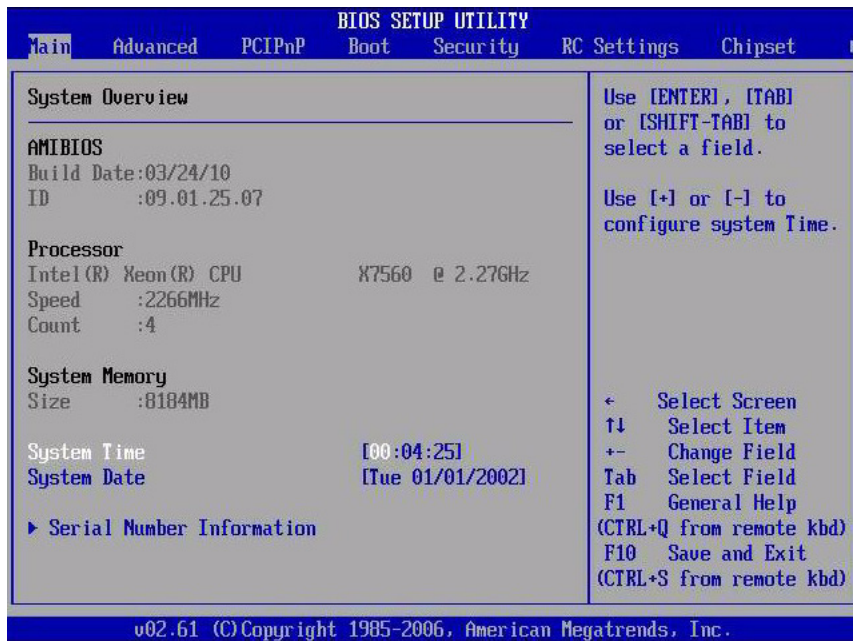 BIOS SETUP UTILITY
Main Advanced PCIPnP Boot Security RC Settings Chipset
System Overview
AMIBIOS
Build Date:03/24/10
ID :09.01.25.07
Processor
Intel(R) Xeon(R) CPU X7560 @ 2.27GHz
Speed :2266MHz
Count :4
System Memory
Size :8184MB
System Time [00:04:25]
System Date [Tue 01/01/2002]
▶ Serial Number Information
Use [ENTER], [TAB]
or [SHIFT-TAB] to
select a field.
Use [+] or [-] to
configure system Time.
← Select Screen
↑↓ Select Item
+- Change Field
Tab Select Field
F1 General Help
(CTRL+Q from remote kbd)
F10 Save and Exit
(CTRL+S from remote kbd)
v02.61 (C)Copyright 1985-2006, American Megatrends, Inc.